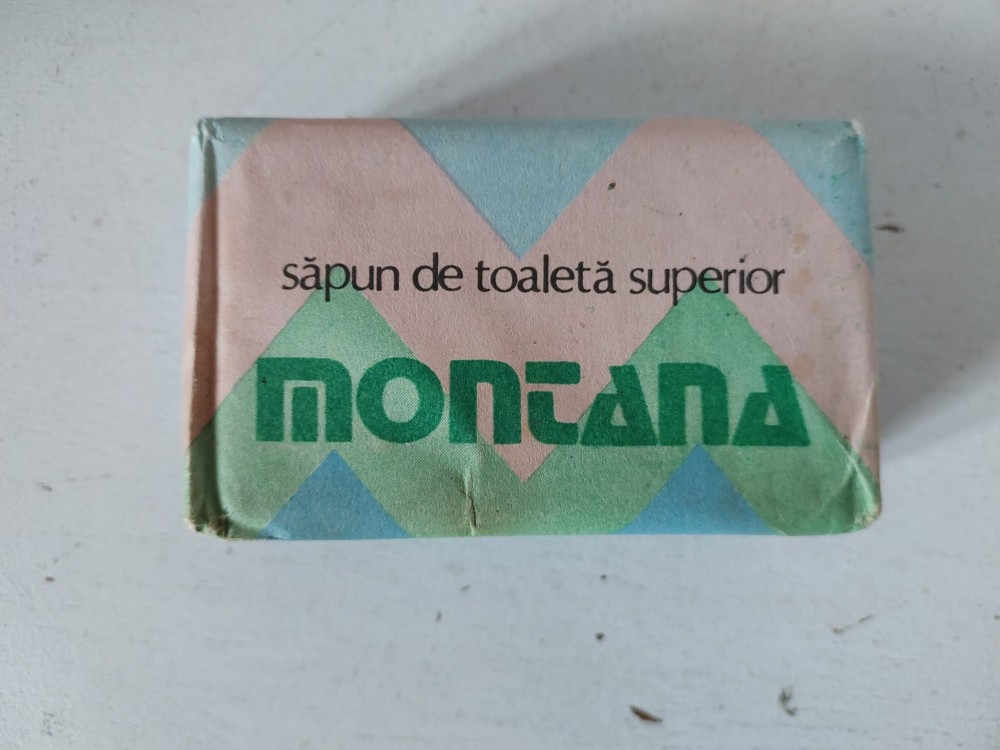 săpun de toaletă superior
montana